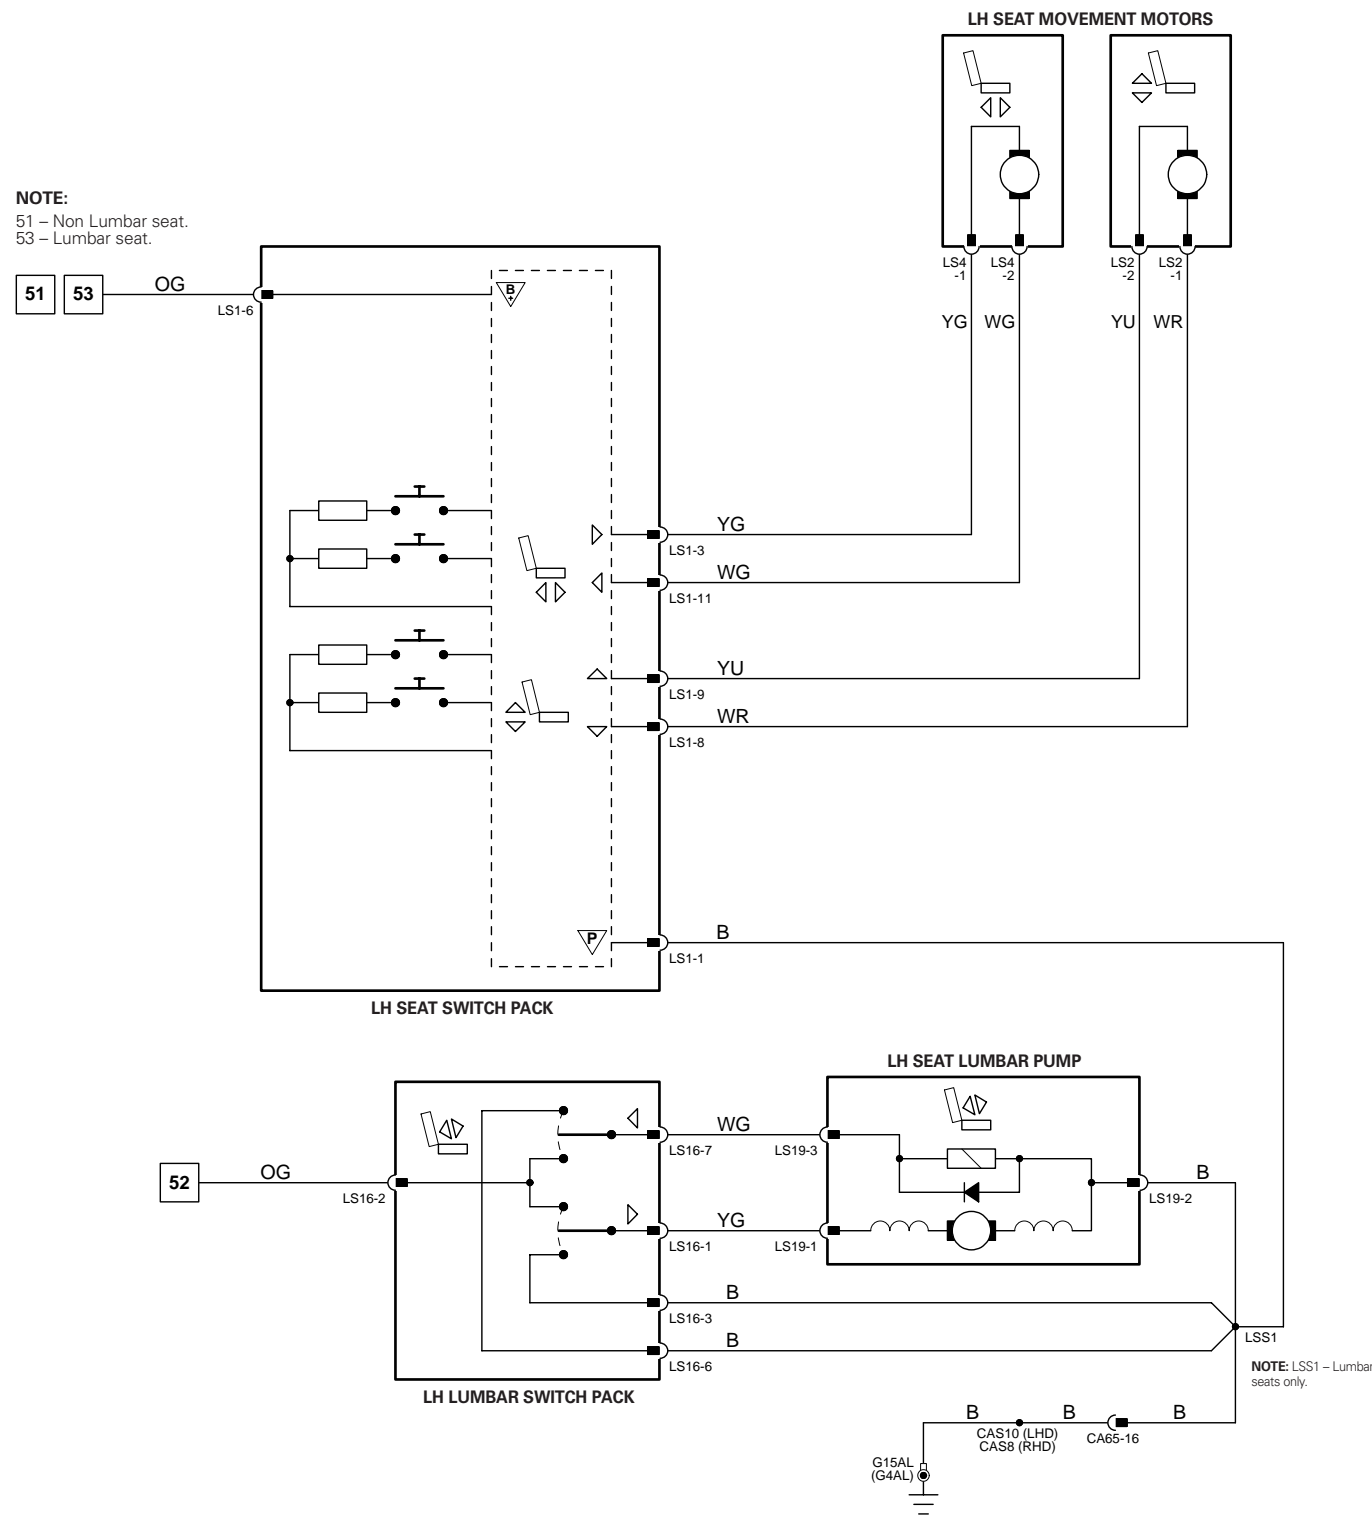 LH SEAT MOVEMENT MOTORS
NOTE:
51 – Non Lumbar seat.
53 – Lumbar seat.
51
53
OG
LS1-6
B
+
LS4
-1
LS4
-2
LS2
-2
LS2
-1
YG
WG
YU
WR
YG
LS1-3
WG
LS1-11
YU
LS1-9
WR
LS1-8
P
B
LS1-1
LH SEAT SWITCH PACK
LH SEAT LUMBAR PUMP
52
OG
LS16-2
WG
LS16-7
LS19-3
B
LS19-2
YG
LS16-1
LS19-1
B
LS16-3
B
LS16-6
LSS1
NOTE: LSS1 – Lumbar
seats only.
LH LUMBAR SWITCH PACK
B
B
B
CAS10 (LHD)
CAS8 (RHD)
CA65-16
G15AL
(G4AL)